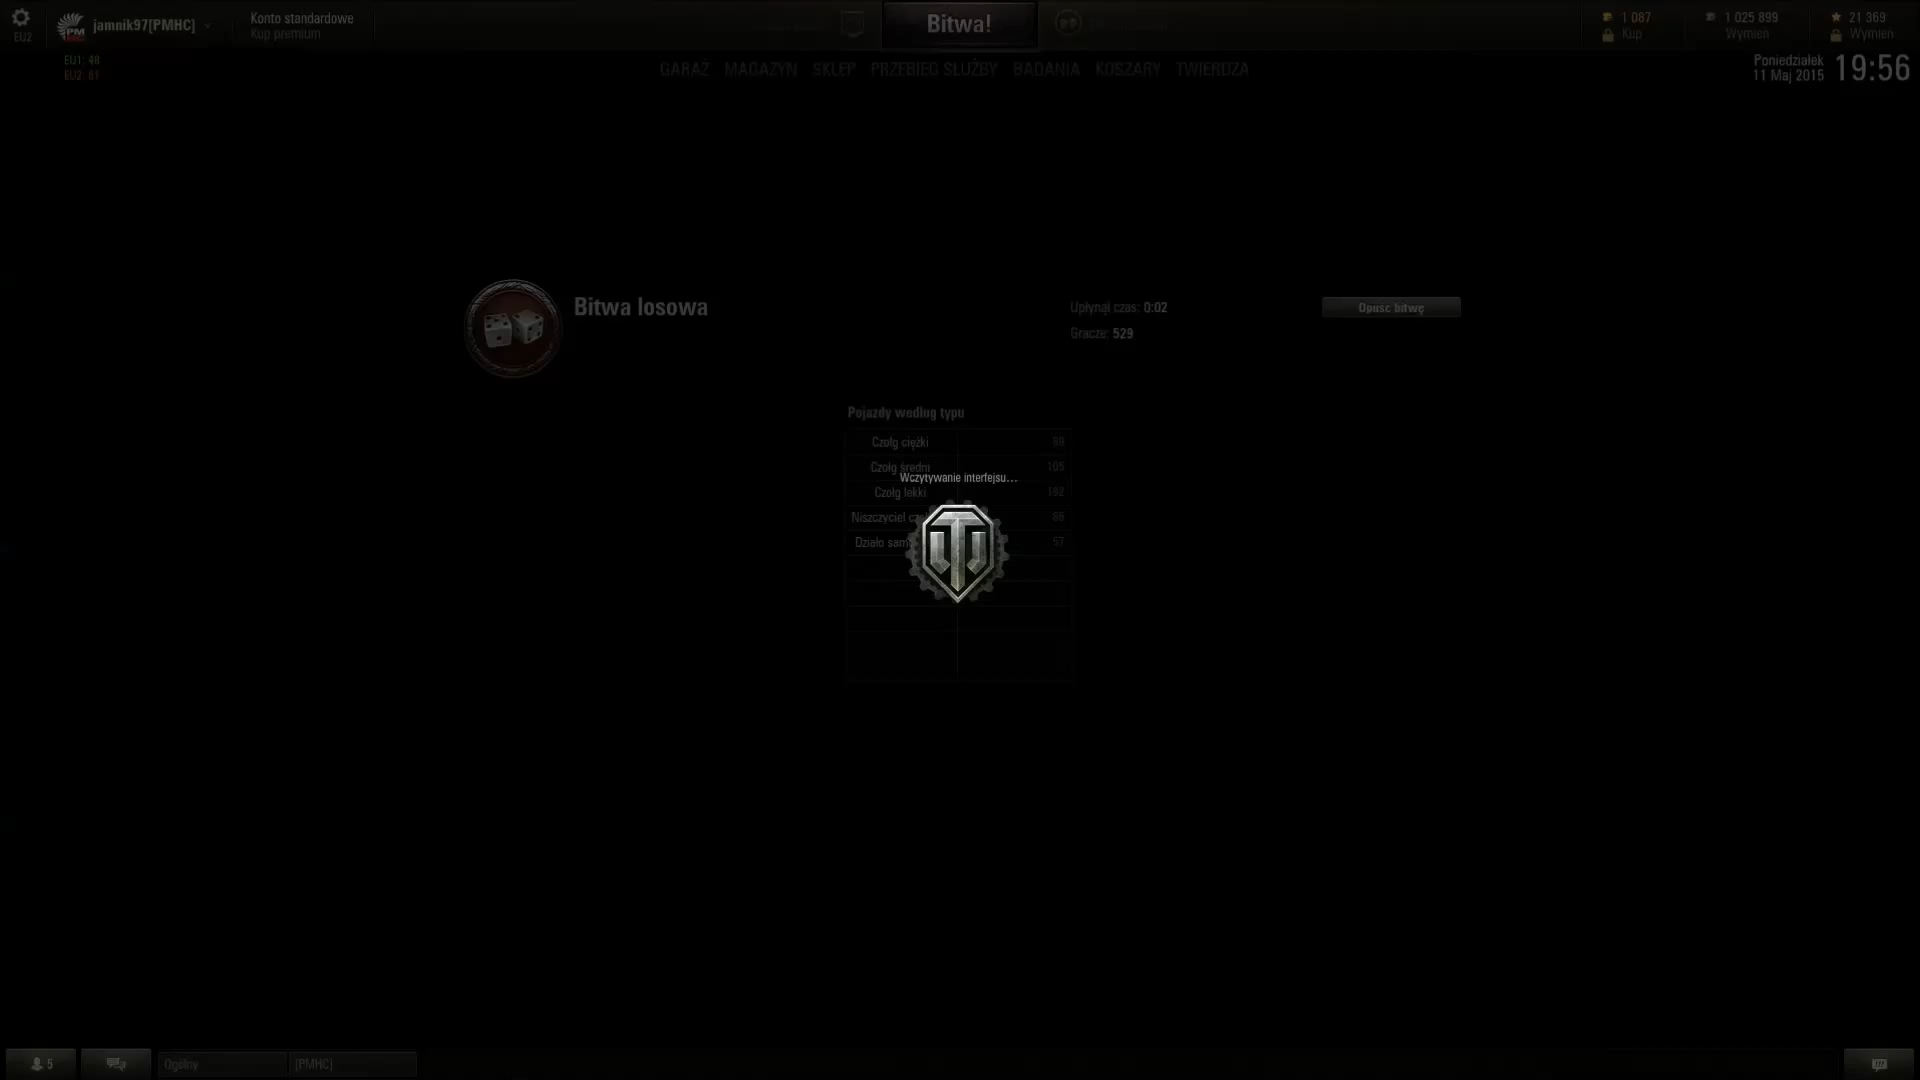 EU2
jamnik97[PMHC]
Konto standardowe
Kup premium
Bitwa!
1 087
Kup
1 025 899
Wymień
21 369
Wymień
EU1: 48
EU2: 61
GARAŻ MAGAZYN SKLEP PRZEBIEG SŁUŻBY BADANIA KOSZARY TWIERDZA
Poniedziałek
11 Maj 2015
19:56
Bitwa losowa
Upłynął czas: 0:02
Gracze: 529
Opuść bitwę
Pojazdy według typu
Czołg ciężki
Czołg średni 105
Wczytywanie interfejsu...
Czołg lekki 192
Niszczyciel
Działo 57
5
Ogólny
[PMHC]